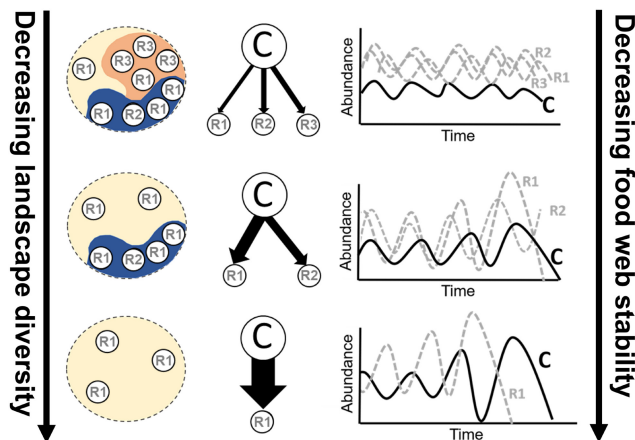 Decreasing landscape diversity
R1
R3
R3
R3
R1
R1
R1
R2
R1
C
R1
R2
R3
Abundance
R2
R1
R3
C
Time
R1
R1
R1
R1
R2
R1
C
R1
R2
Abundance
R1
R2
C
Time
R1
R1
R1
C
R1
Abundance
C
R1
Time
Decreasing food web stability